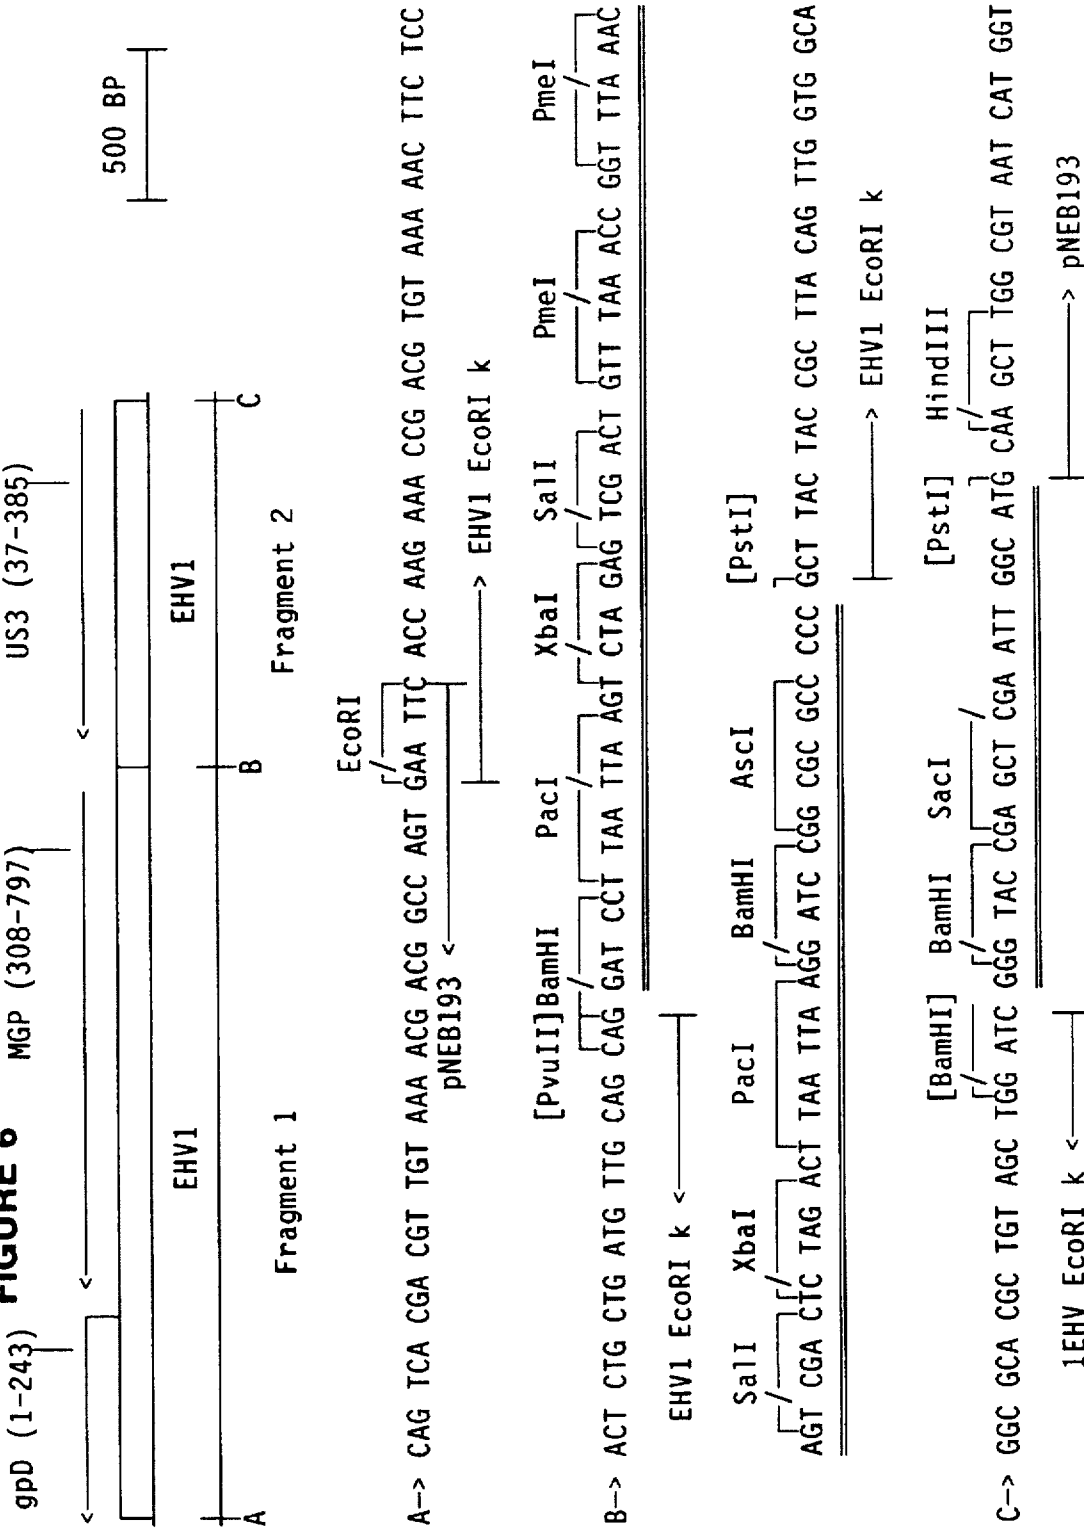 FIGURE 6
gpD (1-243) MGP (308-797) US3 (37-385) 500 BP
EHV1 EHV1
A B C
Fragment 1 Fragment 2
EcoRI
A--> CAG TCA CGA CGT TGT AAA ACG ACG GCC AGT GAA TTC ACC AAG AAA CCG ACG TGT AAA AAC TTC TCC
pNEB193 <
> EHV1 EcoRI k
[PvuII]BamHI PacI XbaI SalI PmeI PmeI
B--> ACT CTG CTG ATG TTG CAG CAG GAT CCT TAA TTA AGT CTA GAG TCG ACT GTT TAA ACC GGT TTA AAC
EHV1 EcoRI k <
SalI XbaI PacI BamHI AscI [PstI]
AGT CGA CTC TAG ACT TAA TTA AGG ATC CGG CGC GCC CCC GCT TAC TAC CGC TTA CAG TTG GTG GCA
> EHV1 EcoRI k
[BamHI] BamHI SacI [PstI] HindIII
C--> GGC GCA CGC TGT AGC TGG ATC GGG TAC CGA GCT CGA ATT GGC ATG CAA GCT TGG CGT AAT CAT GGT
1EHV EcoRI k <
> pNEB193